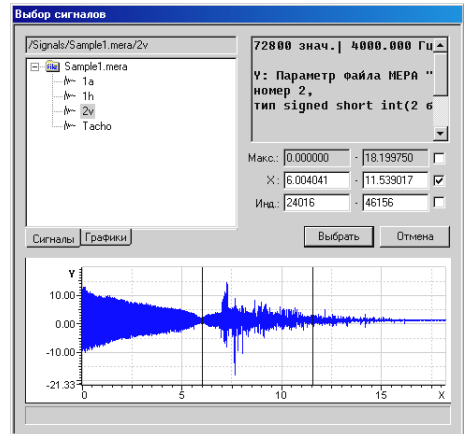 Выбор сигналов
/Signals/Sample1.mera/2v
Sample1.mera
1a
1h
2v
Tacho
Сигналы Графики
72800 знач.| 4000.000 Гц
Y: Параметр файла МЕРА "
номер 2,
тип signed short int(2 б
Макс.: 0.000000 - 18.199750
X: 6.004041 - 11.539017
Инд.: 24016 - 46156
Выбрать Отмена
Y
10.00
0.00
-10.00
-21.33
0 5 10 15 X